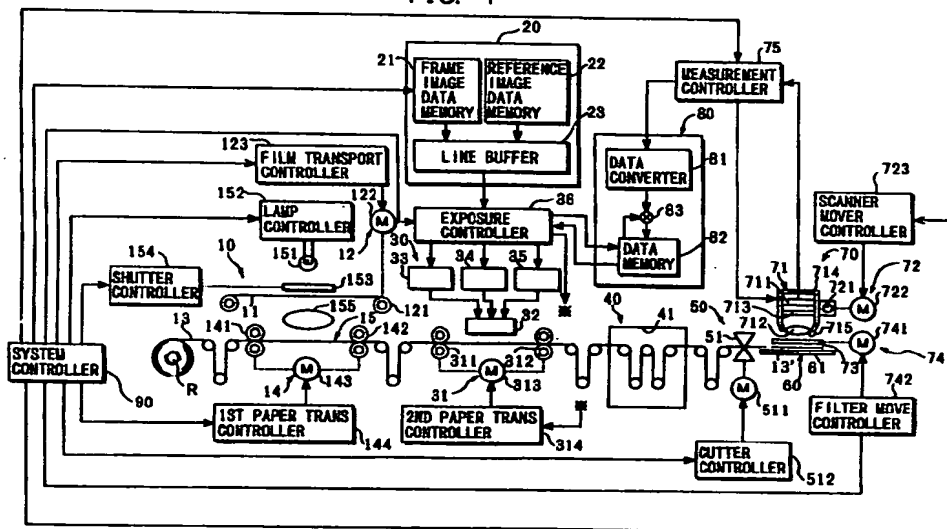 20
21
FRAME
IMAGE
DATA
MEMORY
REFERENCE
IMAGE
DATA
MEMORY
22
23
LINE BUFFER
75
MEASUREMENT
CONTROLLER
80
DATA
CONVERTER
81
83
DATA
MEMORY
82
123
FILM TRANSPORT
CONTROLLER
122
M
12
152
LAMP
CONTROLLER
151
EXPOSURE
CONTROLLER
30
33
34
35
32
723
SCANNER
MOVER
CONTROLLER
70
71
711
714
721
72
M
722
713
712
715
M
741
74
154
SHUTTER
CONTROLLER
10
153
11
121
155
15
13
141
142
R
14
M
143
311
312
31
M
313
40
41
50
51
M
511
13'
60
61
73
742
FILTER MOVE
CONTROLLER
SYSTEM
CONTROLLER
90
1ST PAPER TRANS
CONTROLLER
144
2ND PAPER TRANS
CONTROLLER
314
※
※
CUTTER
CONTROLLER
512